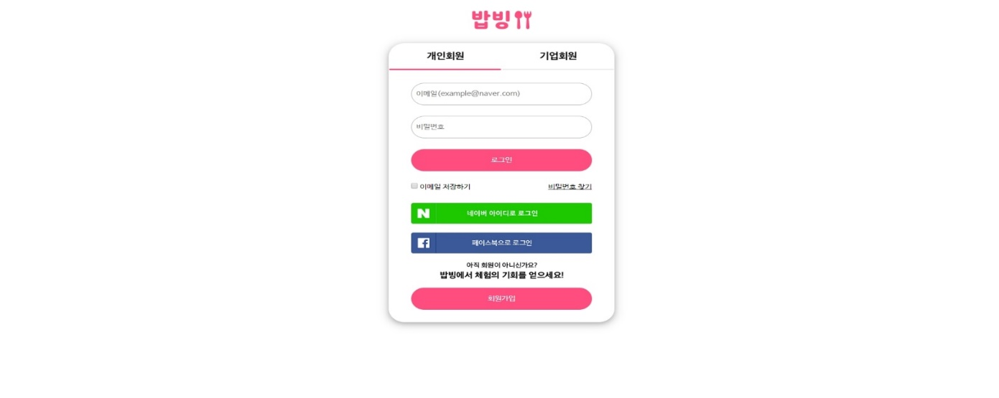 밥빙
개인회원 기업회원
이메일(example@naver.com)
비밀번호
로그인
이메일 저장하기 비밀번호 찾기
N 네이버 아이디로 로그인
f 페이스북으로 로그인
아직 회원이 아니신가요?
밥빙에서 체험의 기회를 얻으세요!
회원가입